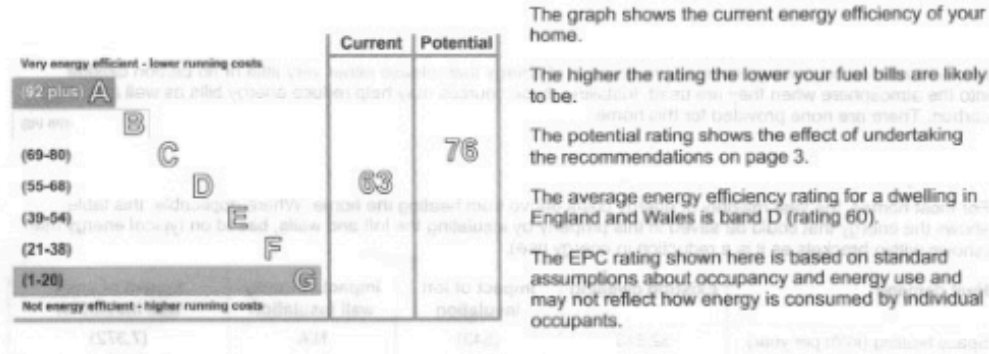 The graph shows the current energy efficiency of your
home.
Current Potential
Very energy efficient - lower running costs
(92 plus) A
B
(69-80) C
(55-68) D
(39-54) E
(21-38) F
(1-20) G
Not energy efficient - higher running costs
63
76
The higher the rating the lower your fuel bills are likely
to be.
The potential rating shows the effect of undertaking
the recommendations on page 3.
The average energy efficiency rating for a dwelling in
England and Wales is band D (rating 60).
The EPC rating shown here is based on standard
assumptions about occupancy and energy use and
may not reflect how energy is consumed by individual
occupants.